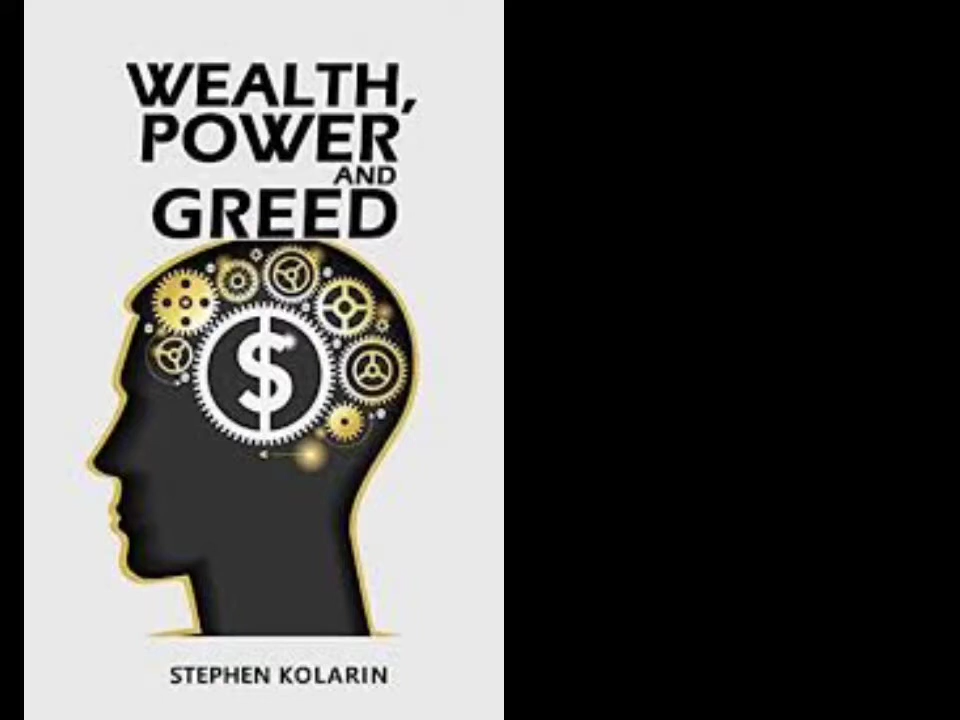 WEALTH,
POWER
AND
GREED
$
STEPHEN KOLARIN